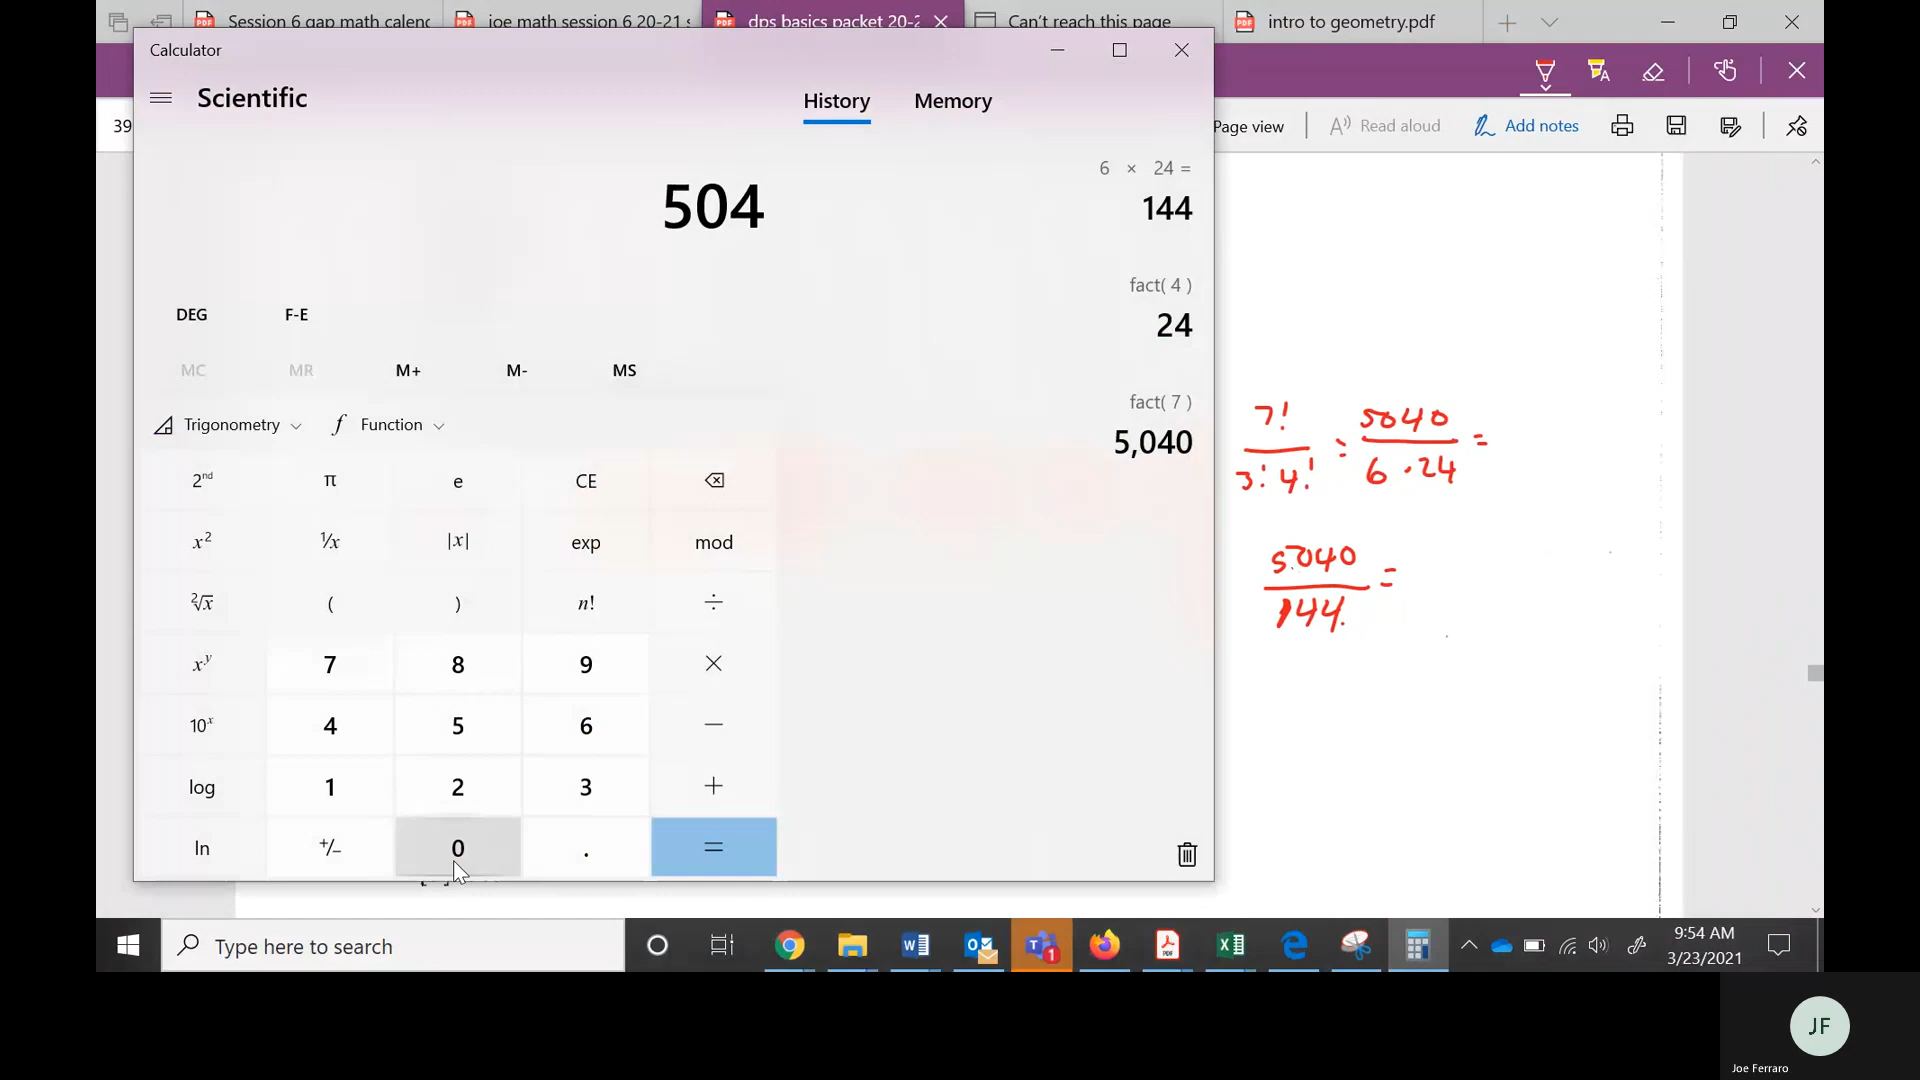 Session 6 gap math calenc
joe math session 6 20-21 s
dps basics packet 20-2
Can't reach this page
intro to geometry.pdf
Calculator
Scientific
History
Memory
39
Page view
Read aloud
Add notes
504
6 × 24 =
144
fact( 4 )
24
fact( 7 )
5,040
DEG
F-E
MC
MR
M+
M-
MS
Trigonometry
f Function
2nd π e CE
x² ¹/x |x| exp mod
²√x ( ) n! ÷
xʸ 7 8 9 ×
10ˣ 4 5 6 −
log 1 2 3 +
ln +/− 0 . =
7!
3! 4!
=
5040
6 · 24
=
5040
144
=
Type here to search
9:54 AM
3/23/2021
JF
Joe Ferraro